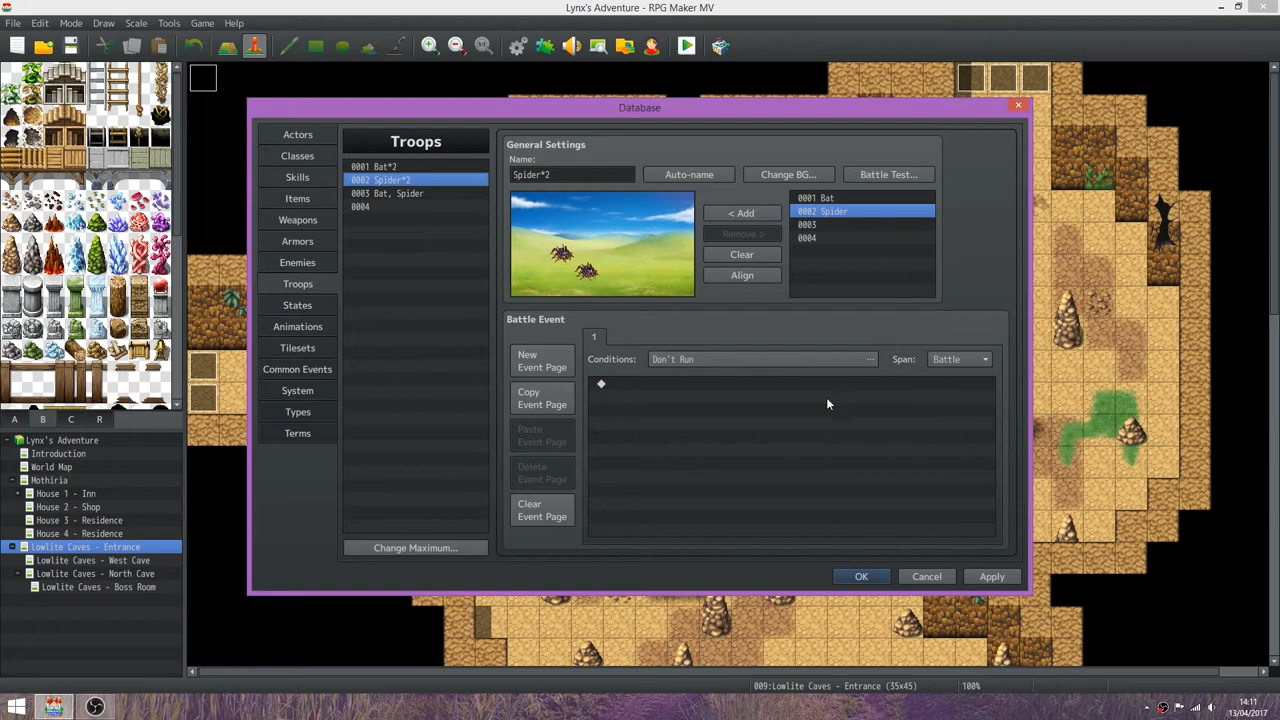 Lynx's Adventure - RPG Maker MV
File Edit Mode Draw Scale Tools Game Help
Database
Actors
Classes
Skills
Items
Weapons
Armors
Enemies
Troops
States
Animations
Tilesets
Common Events
System
Types
Terms
Troops
0001 Bat*2
0002 Spider*2
0003 Bat, Spider
0004
Change Maximum...
General Settings
Name:
Spider*2
Auto-name
Change BG...
Battle Test...
< Add
Remove >
Clear
Align
0001 Bat
0002 Spider
0003
0004
Battle Event
1
New
Event Page
Copy
Event Page
Paste
Event Page
Delete
Event Page
Clear
Event Page
Conditions: Don't Run ... Span: Battle
OK
Cancel
Apply
A B C R
Lynx's Adventure
Introduction
World Map
Mothiria
House 1 - Inn
House 2 - Shop
House 3 - Residence
House 4 - Residence
Lowlite Caves - Entrance
Lowlite Caves - West Cave
Lowlite Caves - North Cave
Lowlite Caves - Boss Room
009:Lowlite Caves - Entrance (35x45) 100%
14:11
13/04/2017